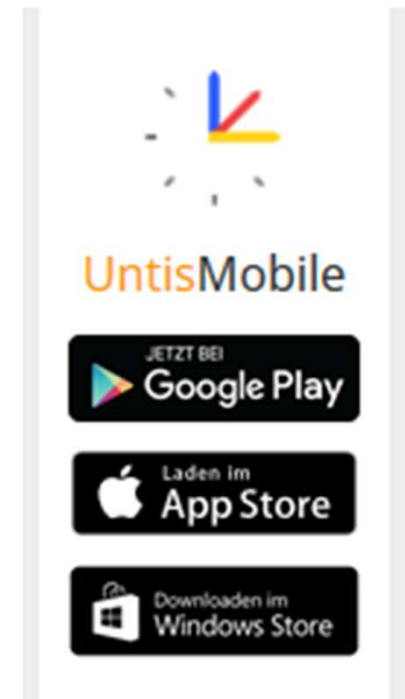 UntisMobile
JETZT BEI
Google Play
Laden im
App Store
Downloaden im
Windows Store